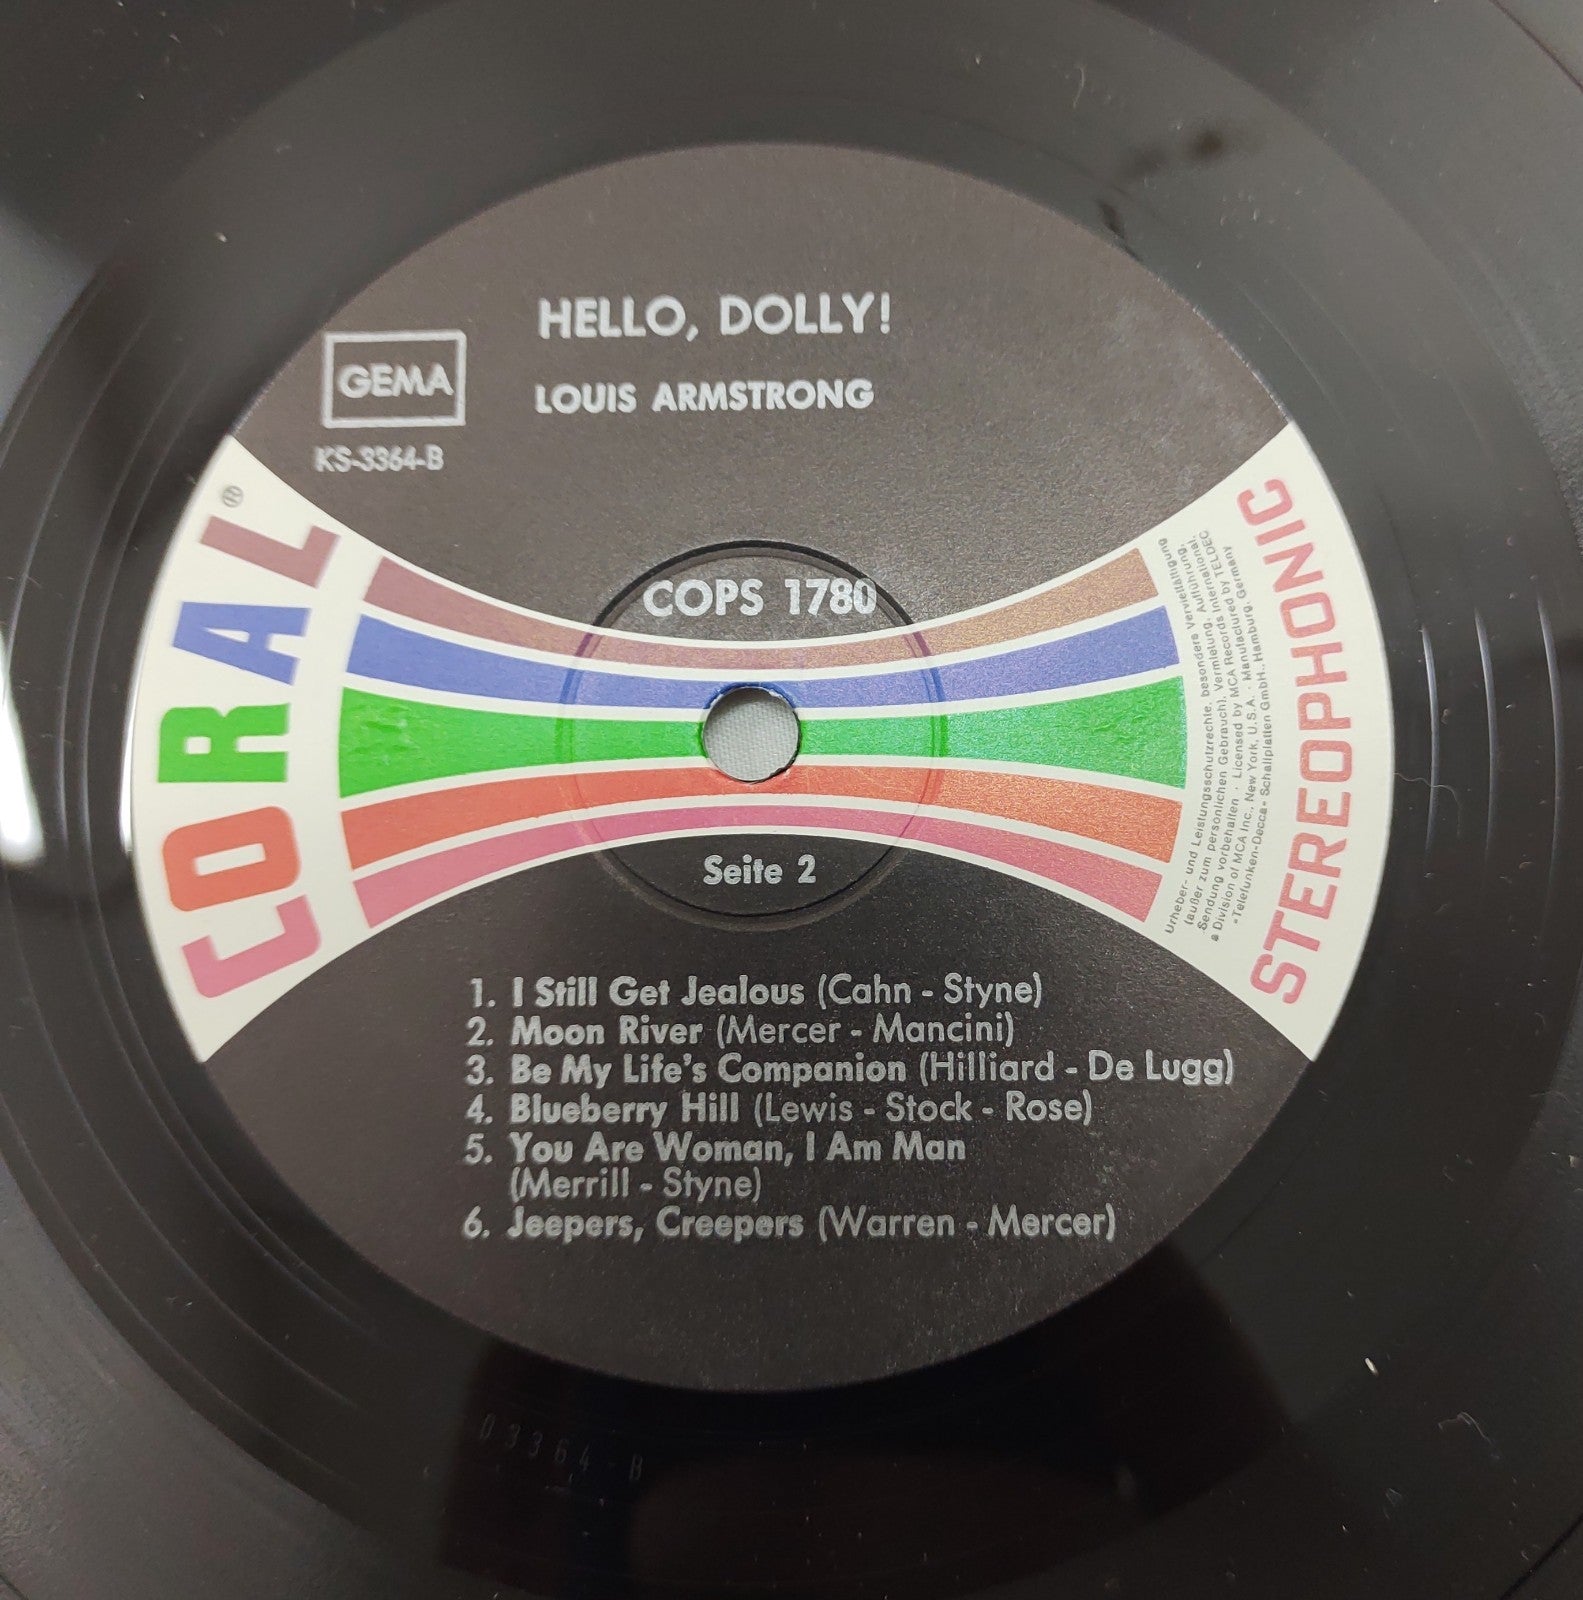 HELLO, DOLLY!
LOUIS ARMSTRONG
GEMA
KS-3364-B
CORAL®
COPS 1780
STEREOPHONIC
Urheber- und Leistungsschutzrechte, besonders Vervielfältigung
(außer zum persönlichen Gebrauch), Vermietung, Aufführung,
Sendung vorbehalten · Licensed by MCA Records International,
a Division of MCA Inc., New York, U.S.A. · Manufactured by TELDEC
»Telefunken-Decca« Schallplatten GmbH., Hamburg, Germany
Seite 2
1. I Still Get Jealous (Cahn - Styne)
2. Moon River (Mercer - Mancini)
3. Be My Life's Companion (Hilliard - De Lugg)
4. Blueberry Hill (Lewis - Stock - Rose)
5. You Are Woman, I Am Man
(Merrill - Styne)
6. Jeepers, Creepers (Warren - Mercer)
03364-B